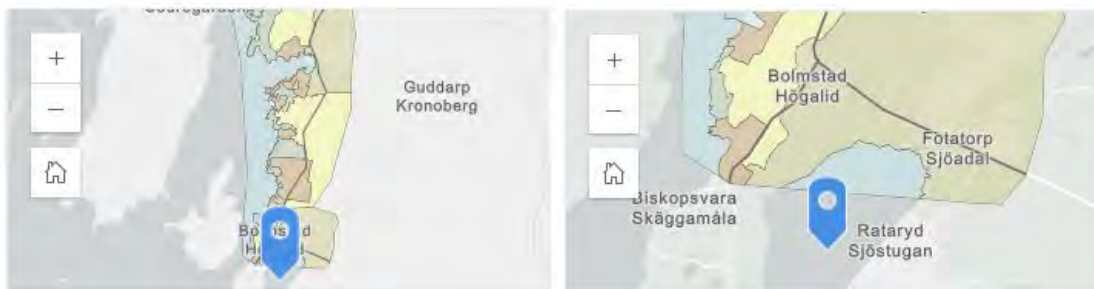 +
−
Guddarp
Kronoberg
+
−
Bolmstad
Högalid
Fotatorp
Sjöadal
Biskopsvara
Skäggamåla
Rataryd
Sjöstugan